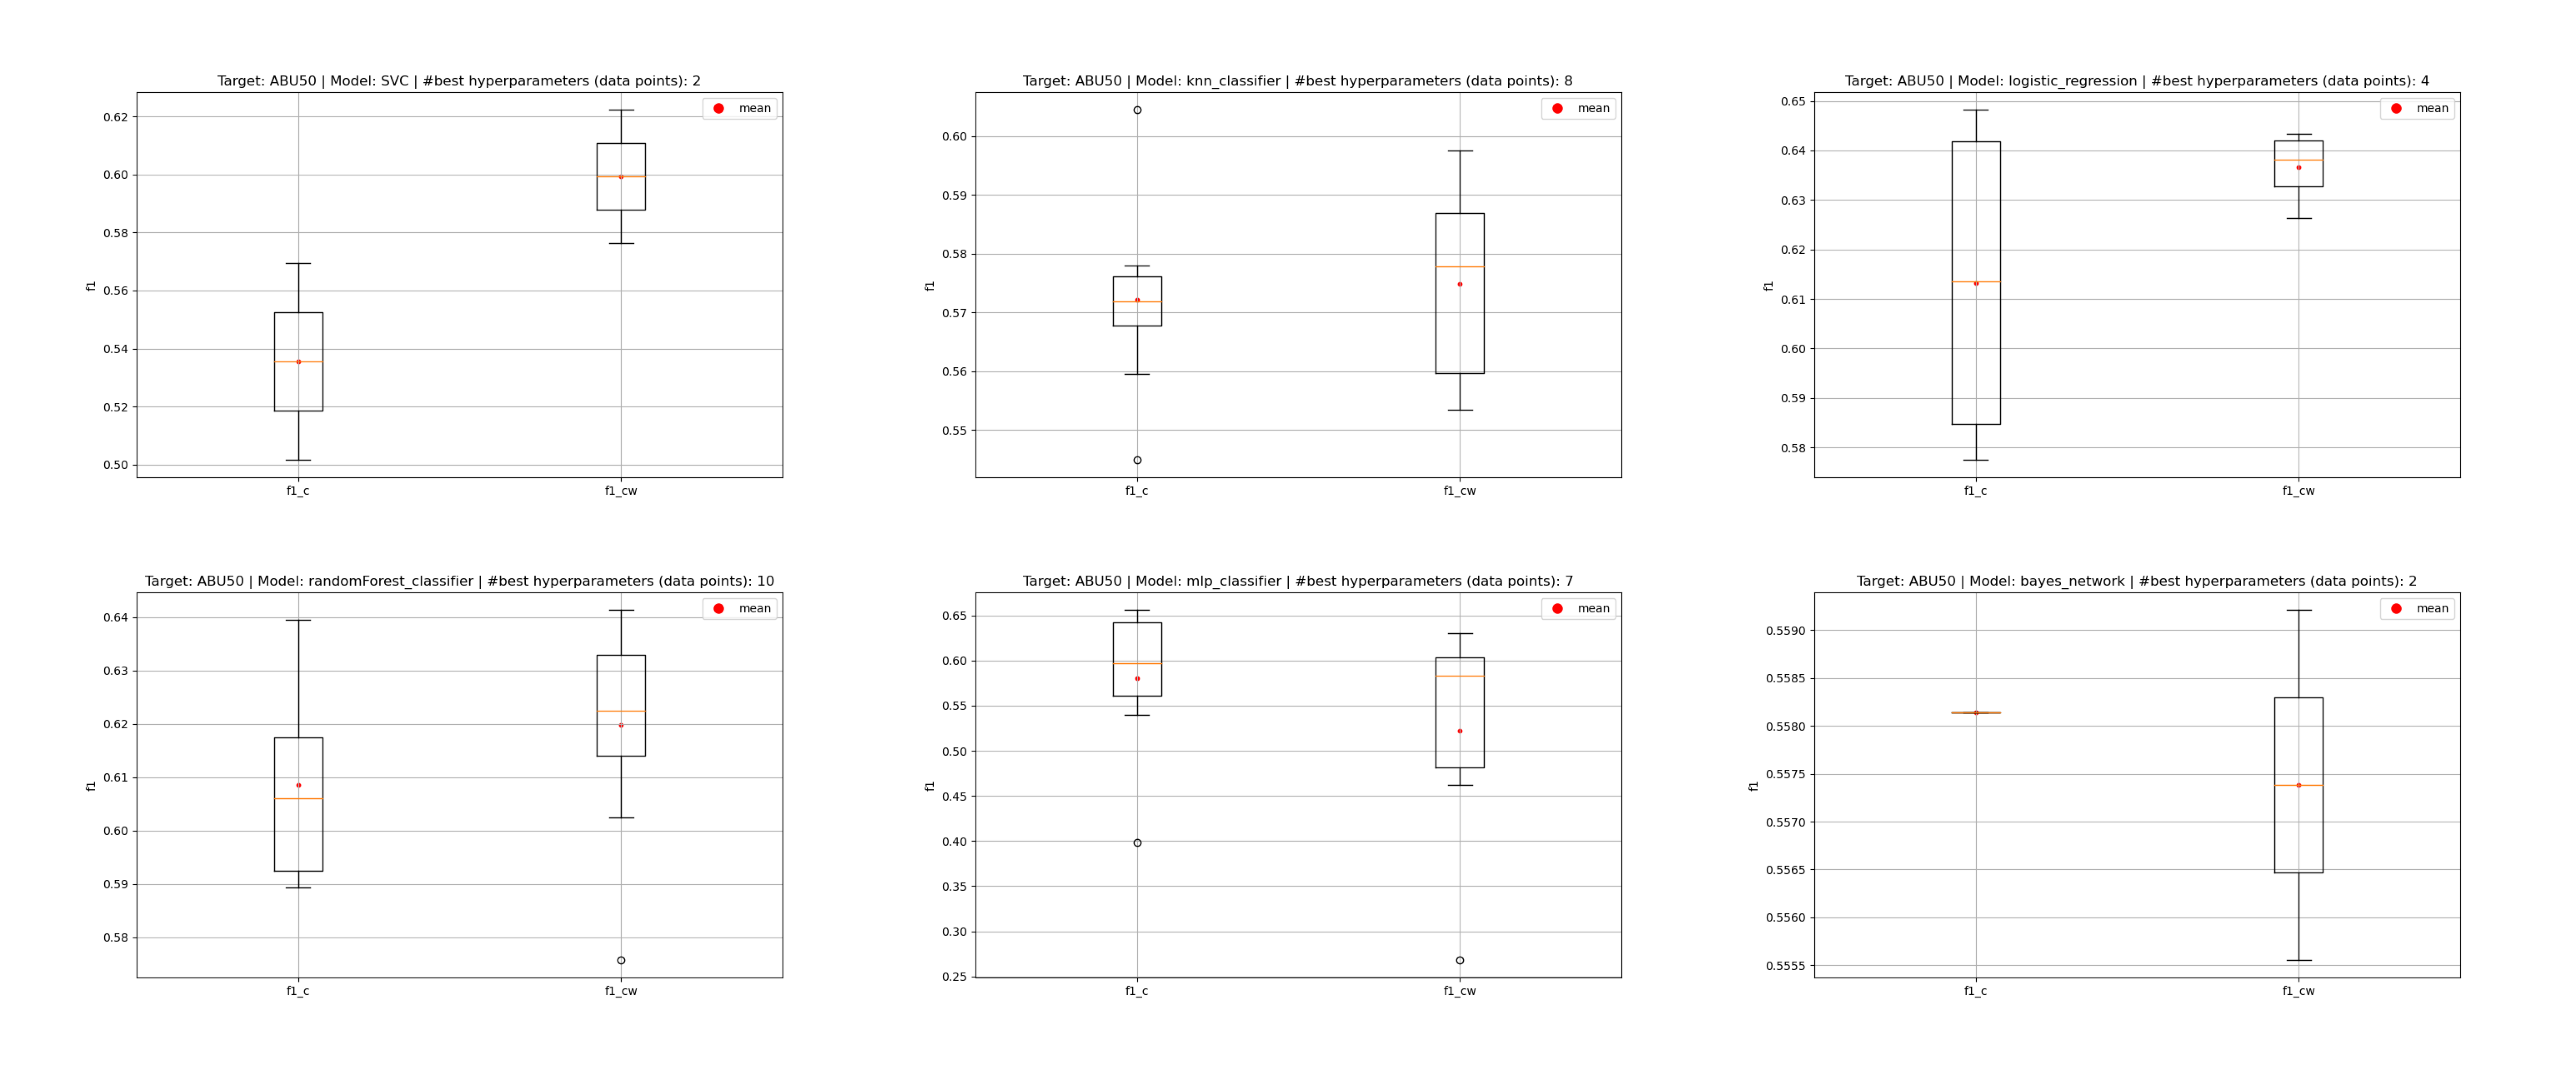 Target: ABU50 | Model: SVC | #best hyperparameters (data points): 2
mean
0.62
0.60
0.58
0.56
0.54
0.52
0.50
f1
f1_c
f1_cw
Target: ABU50 | Model: knn_classifier | #best hyperparameters (data points): 8
mean
0.60
0.59
0.58
0.57
0.56
0.55
f1
f1_c
f1_cw
Target: ABU50 | Model: logistic_regression | #best hyperparameters (data points): 4
mean
0.65
0.64
0.63
0.62
0.61
0.60
0.59
0.58
f1
f1_c
f1_cw
Target: ABU50 | Model: randomForest_classifier | #best hyperparameters (data points): 10
mean
0.64
0.63
0.62
0.61
0.60
0.59
0.58
f1
f1_c
f1_cw
Target: ABU50 | Model: mlp_classifier | #best hyperparameters (data points): 7
mean
0.65
0.60
0.55
0.50
0.45
0.40
0.35
0.30
0.25
f1
f1_c
f1_cw
Target: ABU50 | Model: bayes_network | #best hyperparameters (data points): 2
mean
0.5590
0.5585
0.5580
0.5575
0.5570
0.5565
0.5560
0.5555
f1
f1_c
f1_cw